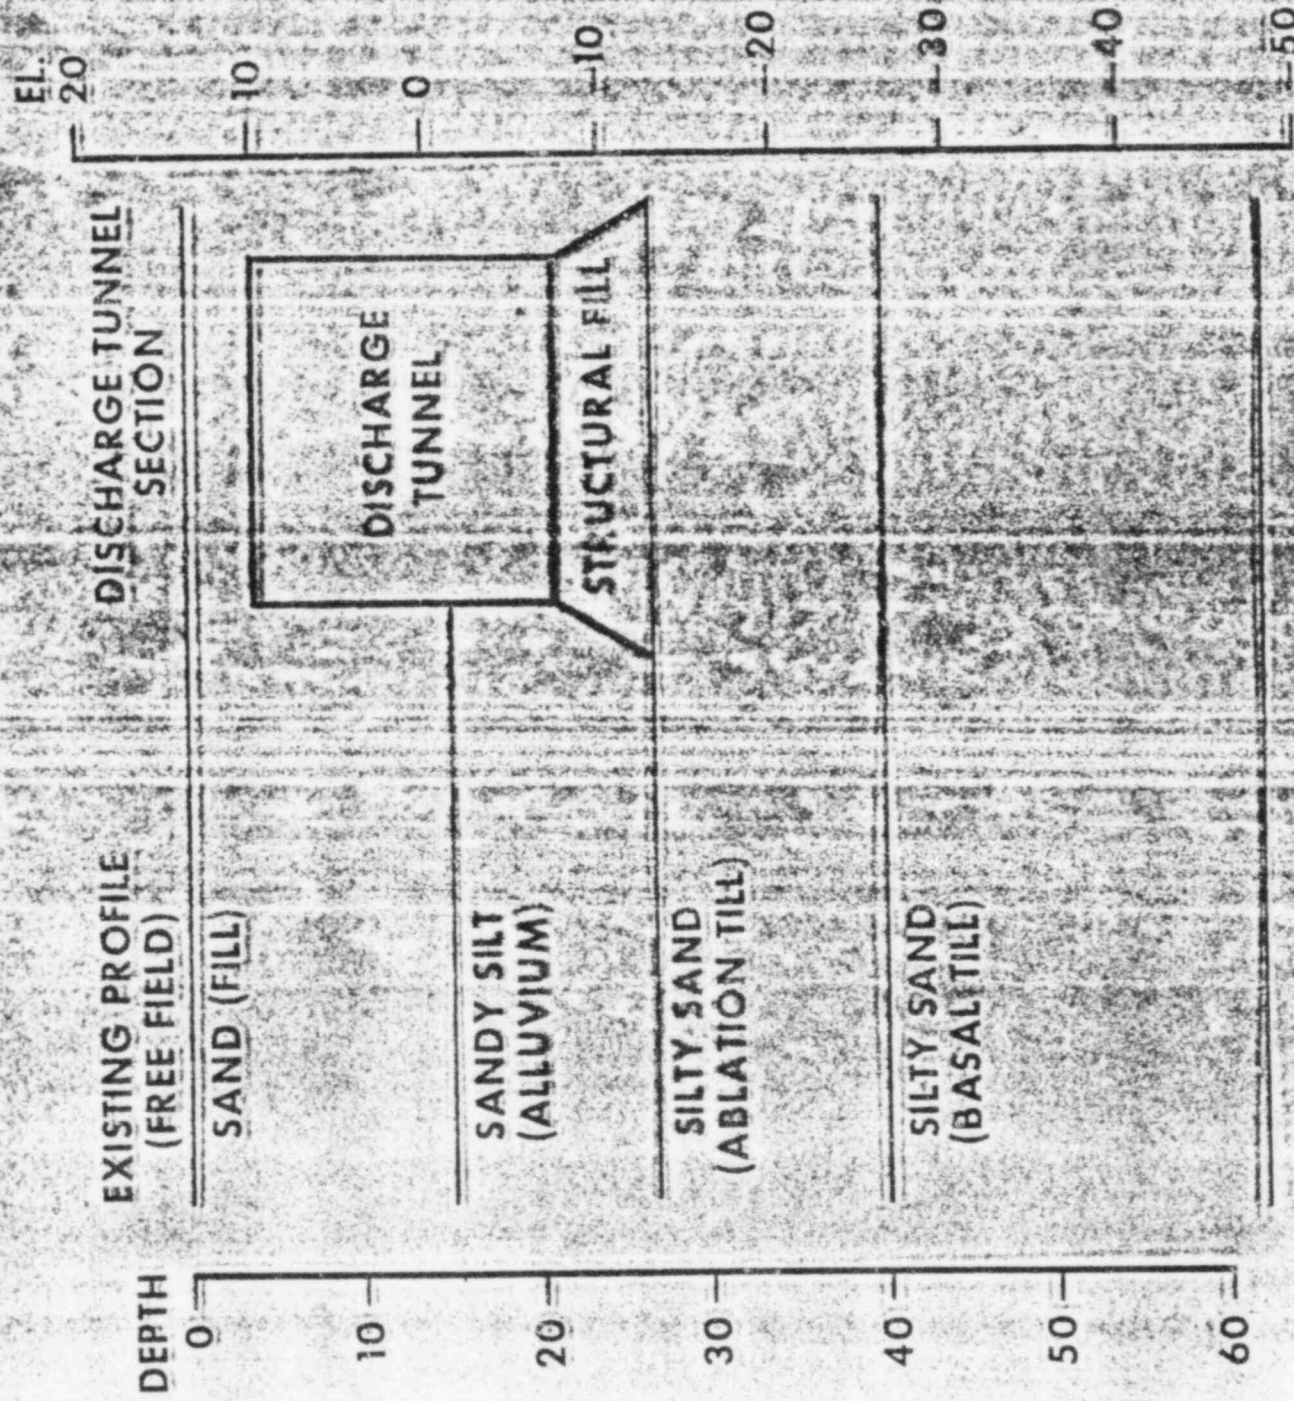 DEPTH
0
10
20
30
40
50
60
EXISTING PROFILE
(FREE FIELD)
SAND (FILL)
SANDY SILT
(ALLUVIUM)
SILTY SAND
(ABLATION TILL)
SILTY SAND
(BASAL TILL)
DISCHARGE TUNNEL
SECTION
DISCHARGE
TUNNEL
STRUCTURAL FILL
EL.
20
10
0
-10
-20
-30
-40
-50